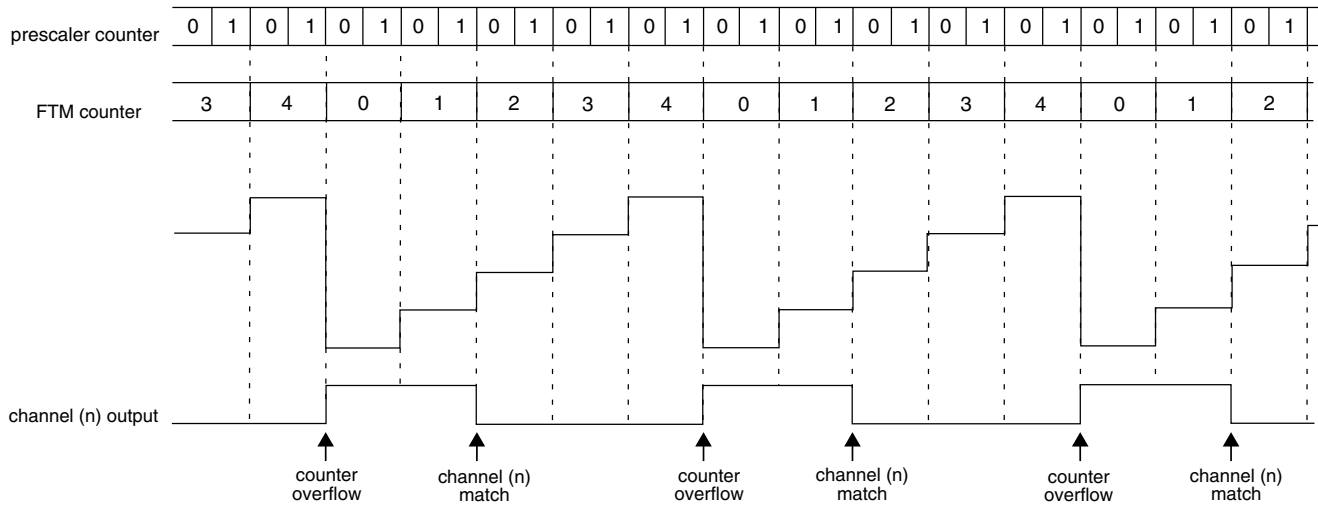 prescaler counter 0 1 0 1 0 1 0 1 0 1 0 1 0 1 0 1 0 1 0 1 0 1 0 1 0 1 0 1 0 1
FTM counter 3 4 0 1 2 3 4 0 1 2 3 4 0 1 2
channel (n) output
counter overflow
channel (n) match
counter overflow
channel (n) match
counter overflow
channel (n) match